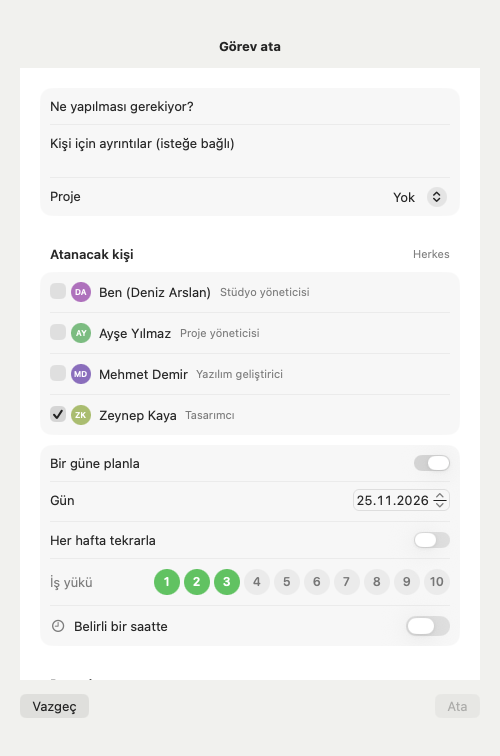 Görev ata
Ne yapılması gerekiyor?
Kişi için ayrıntılar (isteğe bağlı)
Proje Yok
Atanacak kişi Herkes
DA Ben (Deniz Arslan) Stüdyo yöneticisi
AY Ayşe Yılmaz Proje yöneticisi
MD Mehmet Demir Yazılım geliştirici
ZK Zeynep Kaya Tasarımcı
Bir güne planla
Gün 25.11.2026
Her hafta tekrarla
İş yükü 1 2 3 4 5 6 7 8 9 10
Belirli bir saatte
Vazgeç Ata